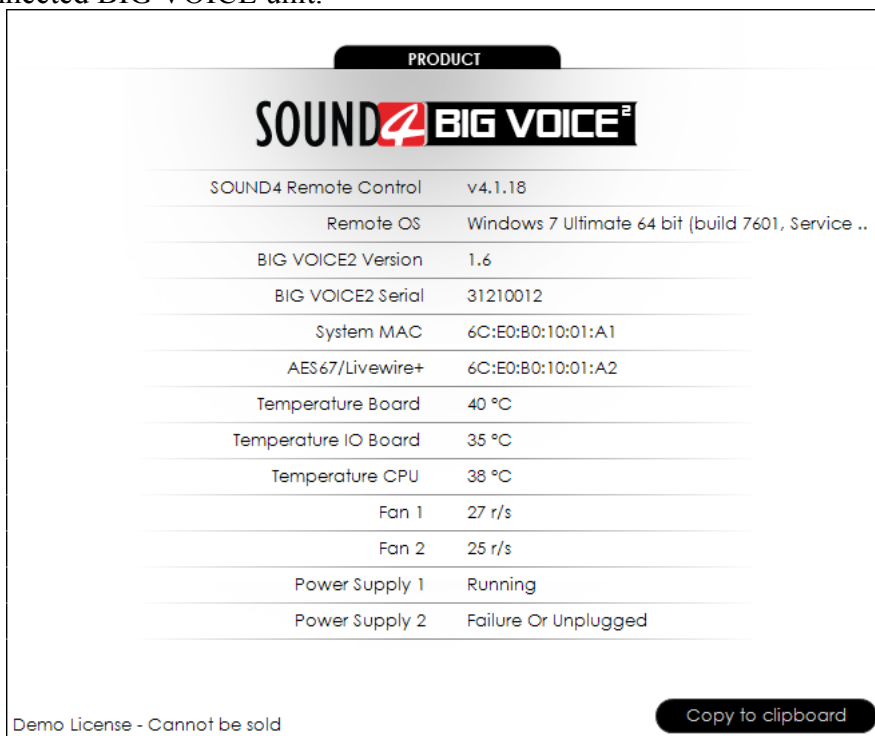 BIG VOICE unit.
PRODUCT
SOUND4 BIG VOICE²
SOUND4 Remote Control v4.1.18
Remote OS Windows 7 Ultimate 64 bit (build 7601, Service ..
BIG VOICE2 Version 1.6
BIG VOICE2 Serial 31210012
System MAC 6C:E0:B0:10:01:A1
AES67/Livewire+ 6C:E0:B0:10:01:A2
Temperature Board 40 °C
Temperature IO Board 35 °C
Temperature CPU 38 °C
Fan 1 27 r/s
Fan 2 25 r/s
Power Supply 1 Running
Power Supply 2 Failure Or Unplugged
Demo License - Cannot be sold
Copy to clipboard